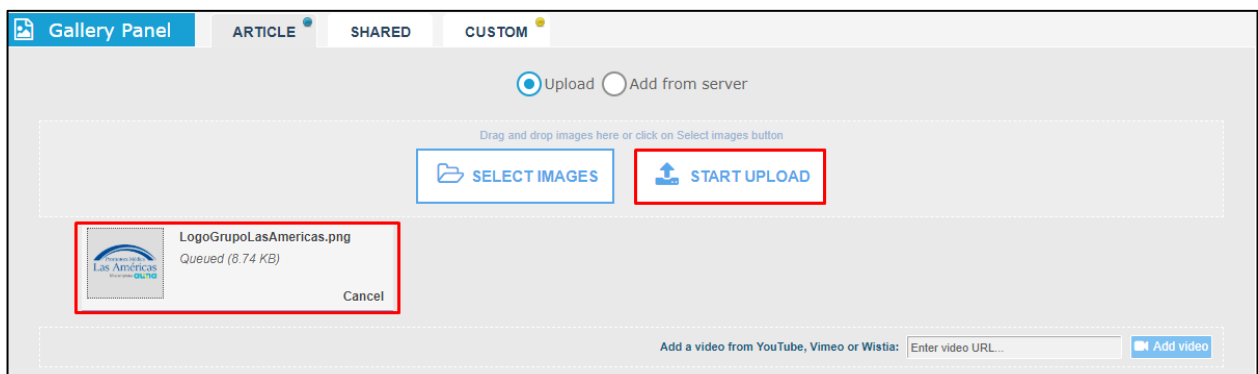 Gallery Panel
ARTICLE
SHARED
CUSTOM
Upload
Add from server
Drag and drop images here or click on Select images button
SELECT IMAGES
START UPLOAD
LogoGrupoLasAmericas.png
Queued (8.74 KB)
Las Américas
auna
Cancel
Add a video from YouTube, Vimeo or Wistia:
Enter video URL...
Add video